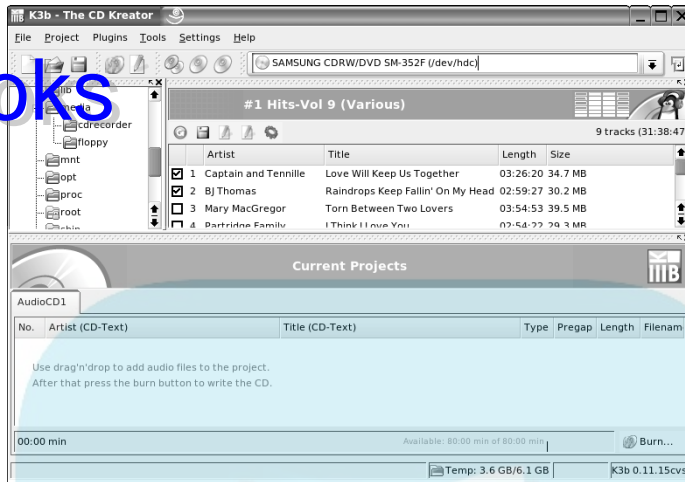 K3b - The CD Kreator
File Project Plugins Tools Settings Help
SAMSUNG CDRW/DVD SM-352F (/dev/hdc)
oks
lib
media
cdrecorder
floppy
mnt
opt
proc
root
sbin
#1 Hits-Vol 9 (Various)
9 tracks (31:38:47
Artist Title Length Size
1 Captain and Tennille Love Will Keep Us Together 03:26:20 34.7 MB
2 BJ Thomas Raindrops Keep Fallin' On My Head 02:59:27 30.2 MB
3 Mary MacGregor Torn Between Two Lovers 03:54:53 39.5 MB
4 Partridge Family I Think I Love You 02:54:22 29.3 MB
Current Projects
AudioCD1
No. Artist (CD-Text) Title (CD-Text) Type Pregap Length Filenam
Use drag'n'drop to add audio files to the project.
After that press the burn button to write the CD.
00:00 min Available: 80:00 min of 80:00 min Burn...
Temp: 3.6 GB/6.1 GB K3b 0.11.15cvs